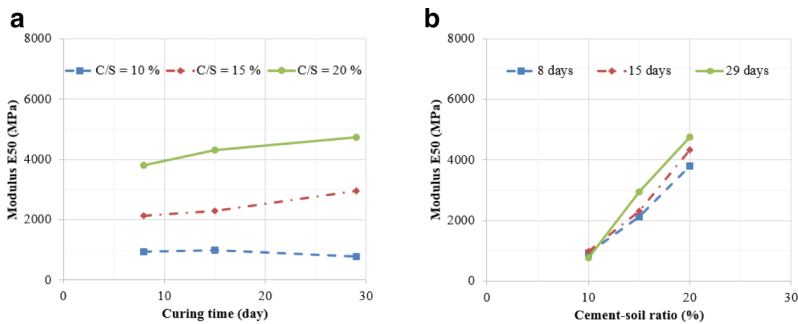 a
8000
C/S = 10 %
C/S = 15 %
C/S = 20 %
6000
4000
2000
0
0
10
20
30
Modulus E50 (MPa)
Curing time (day)
b
8000
8 days
15 days
29 days
6000
4000
2000
0
0
10
20
30
Modulus E50 (MPa)
Cement-soil ratio (%)